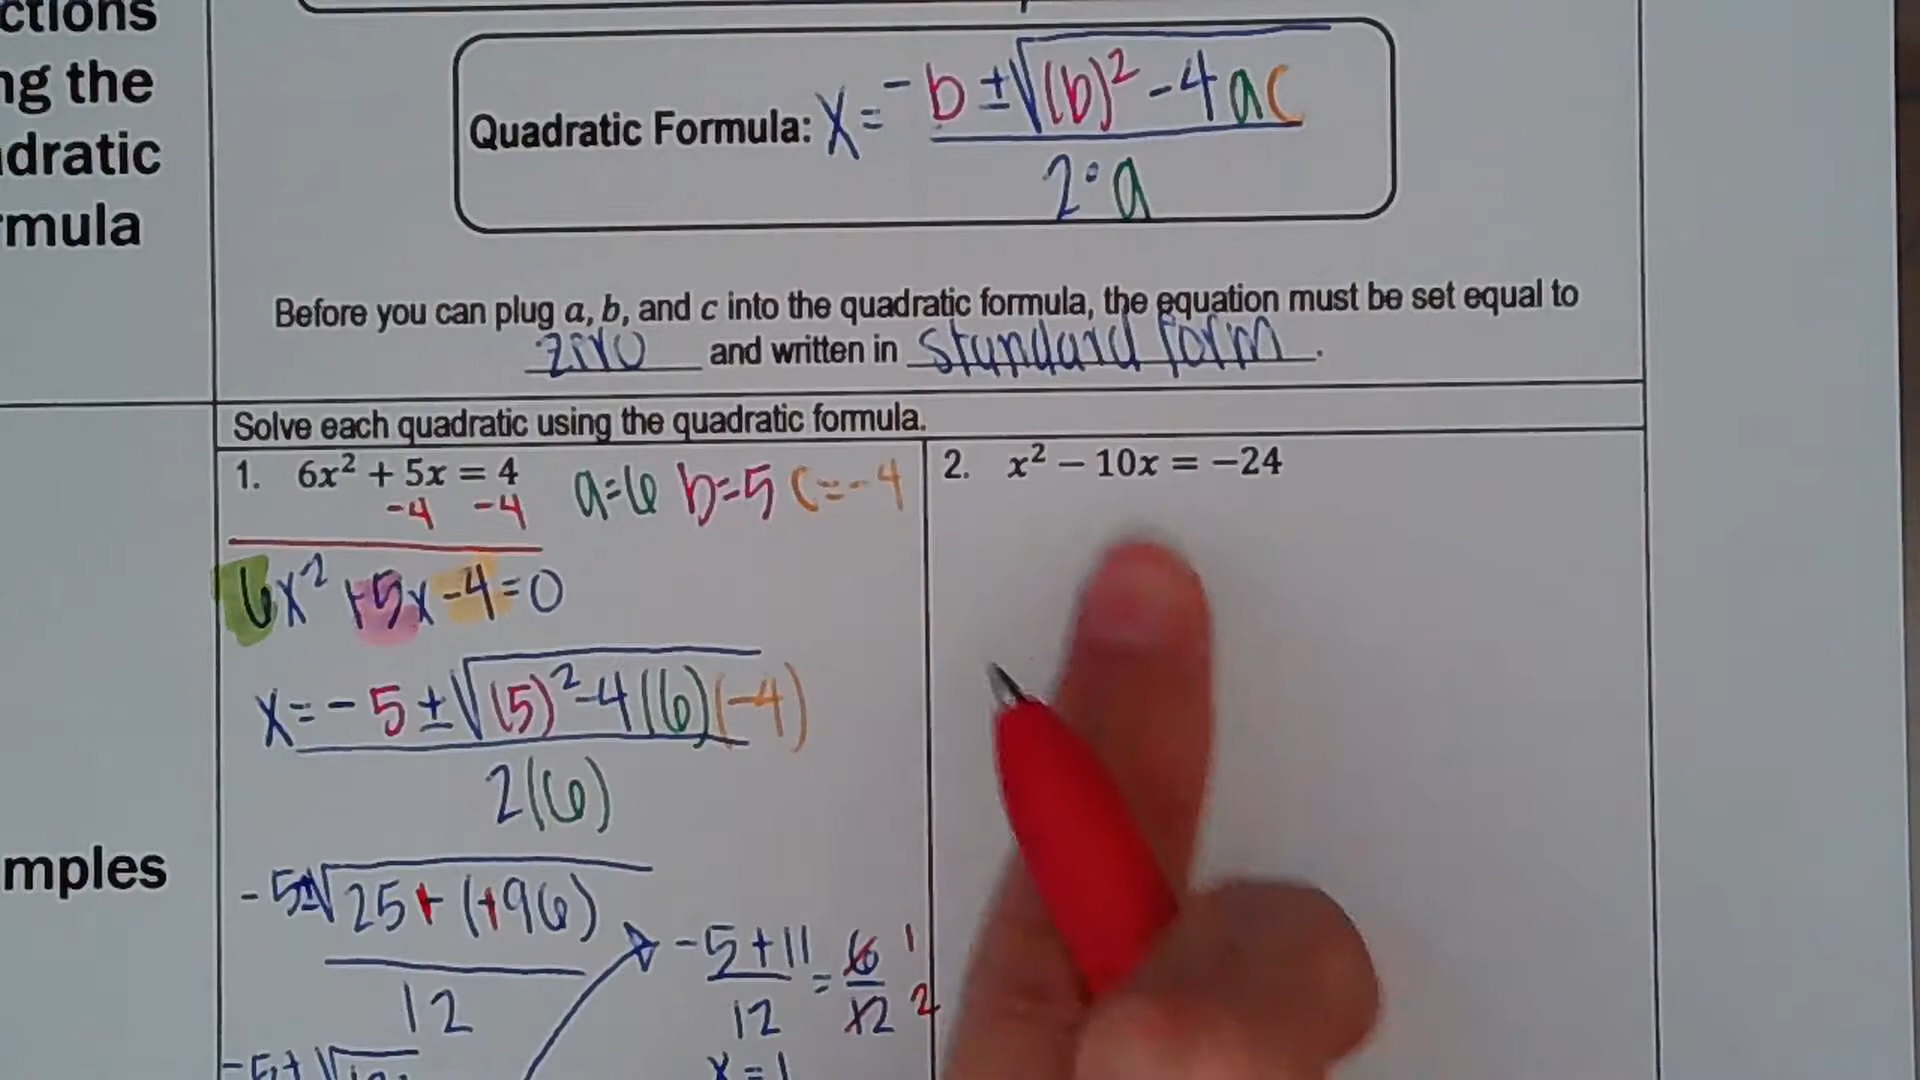 ctions
ng the
dratic
rmula
Quadratic Formula: x = -b ± √(b)² - 4ac
2·a
Before you can plug a, b, and c into the quadratic formula, the equation must be set equal to
zero and written in standard form.
Solve each quadratic using the quadratic formula.
1. 6x² + 5x = 4 a=6 b=5 c=-4
-4 -4
6x² +5x -4 = 0
x = -5 ± √(5)² -4(6)(-4)
2(6)
mples
-5±√25+(+96)
12
-5+11 = 6 1
12 12 2
x=1
2. x² − 10x = −24